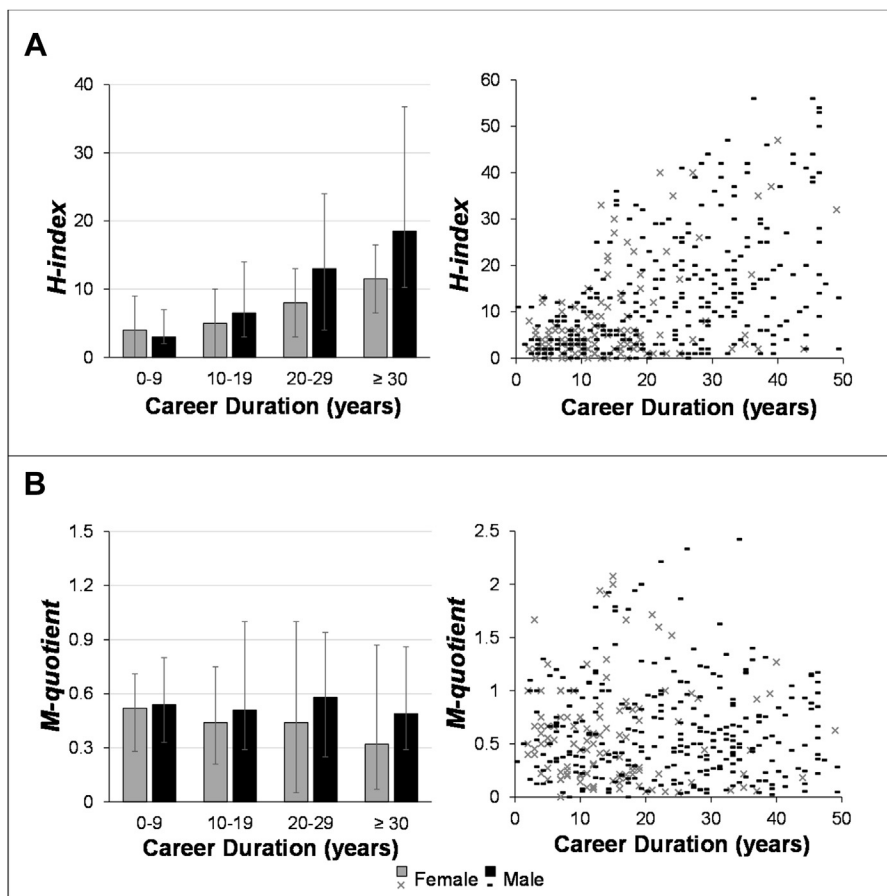 A
40
30
20
10
0
H-index
0-9 10-19 20-29 ≥ 30
Career Duration (years)
60
50
40
30
20
10
0
H-index
0 10 20 30 40 50
Career Duration (years)
B
1.5
1.2
0.9
0.6
0.3
0
M-quotient
0-9 10-19 20-29 ≥ 30
Career Duration (years)
2.5
2
1.5
1
0.5
0
M-quotient
0 10 20 30 40 50
Career Duration (years)
Female Male